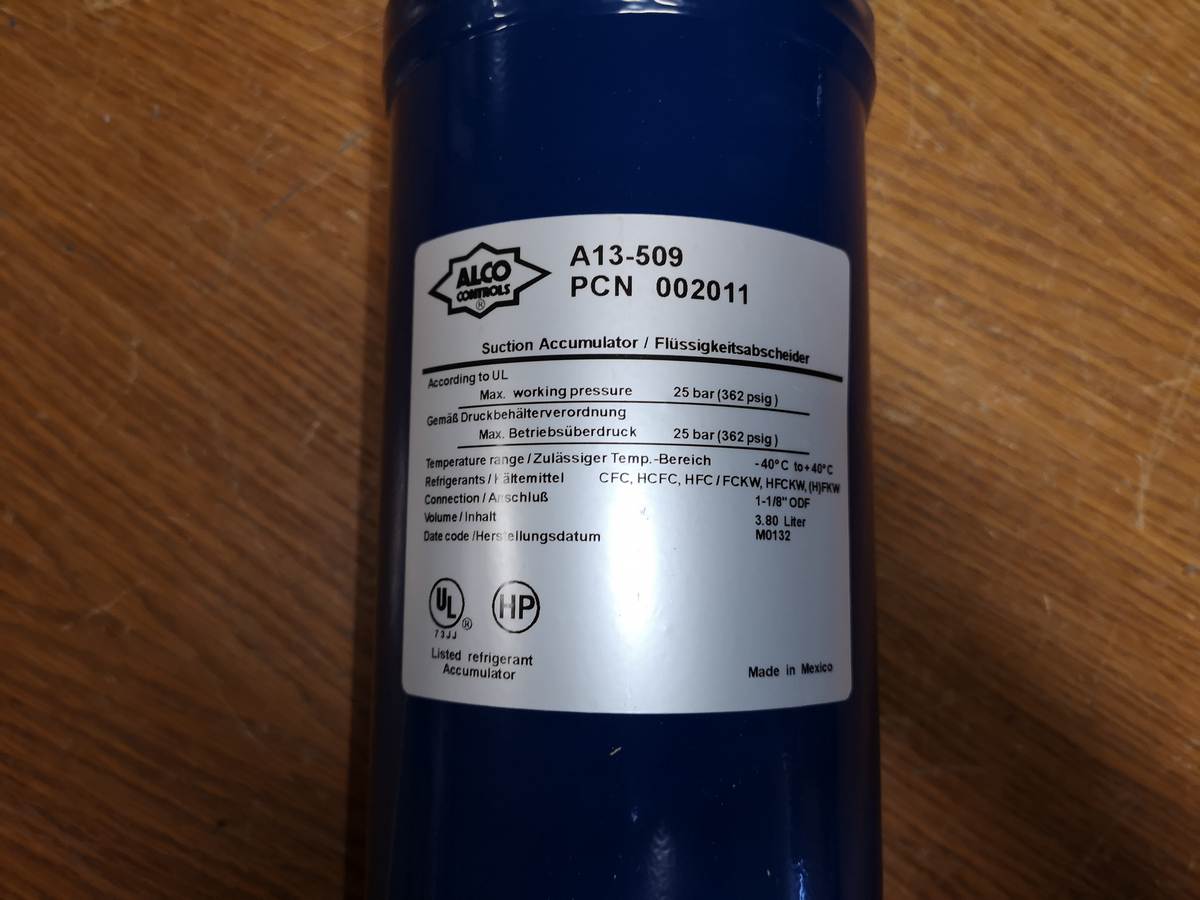 ALCO
CONTROLS
®
A13-509
PCN 002011
Suction Accumulator / Flüssigkeitsabscheider
According to UL
Max. working pressure 25 bar (362 psig)
Gemäß Druckbehälterverordnung
Max. Betriebsüberdruck 25 bar (362 psig)
Temperature range / Zulässiger Temp.-Bereich -40°C to +40°C
Refrigerants / Kältemittel CFC, HCFC, HFC / FCKW, HFCKW, (H)FKW
Connection / Anschluß 1-1/8" ODF
Volume / Inhalt 3.80 Liter
Date code / Herstellungsdatum M0132
UL ® HP
73JJ
Listed refrigerant
Accumulator
Made in Mexico